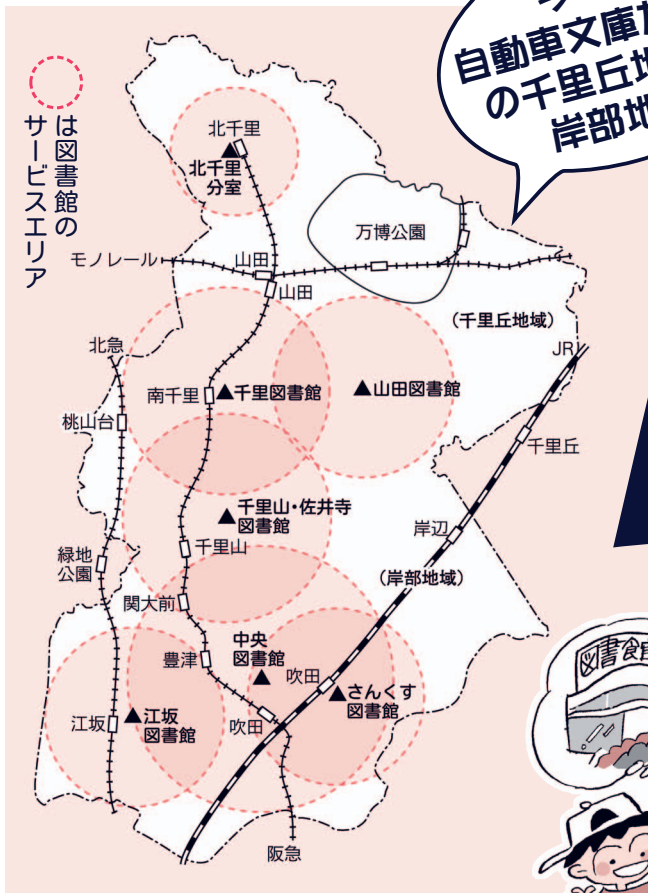 は図書館の
サービスエリア
自動車文庫
の千里丘地
岸部地
北千里
北千里
分室
万博公園
モノレール
山田
山田
(千里丘地域)
北急
JR
南千里
千里図書館
山田図書館
桃山台
千里丘
千里山・佐井寺
図書館
岸辺
緑地
公園
千里山
(岸部地域)
関大前
中央
図書館
豊津
吹田
さんくす
図書館
江坂
江坂
図書館
吹田
阪急
図書館